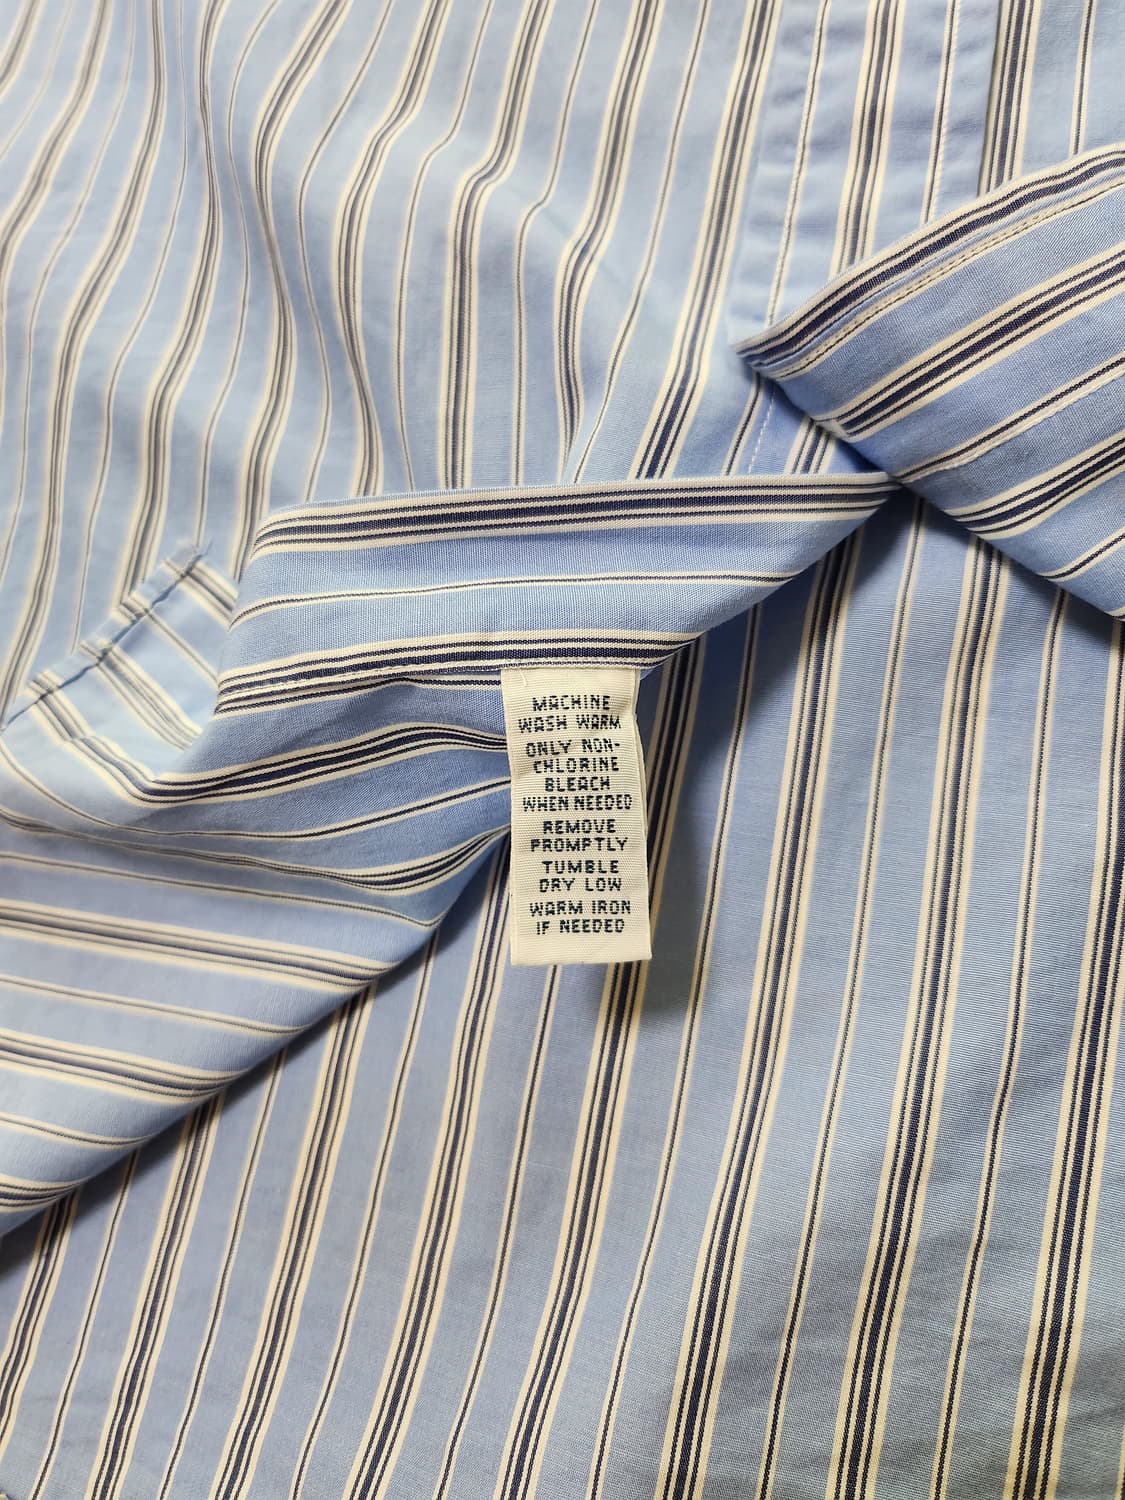 MACHINE
WASH WARM
ONLY NON-
CHLORINE
BLEACH
WHEN NEEDED
REMOVE
PROMPTLY
TUMBLE
DRY LOW
WARM IRON
IF NEEDED